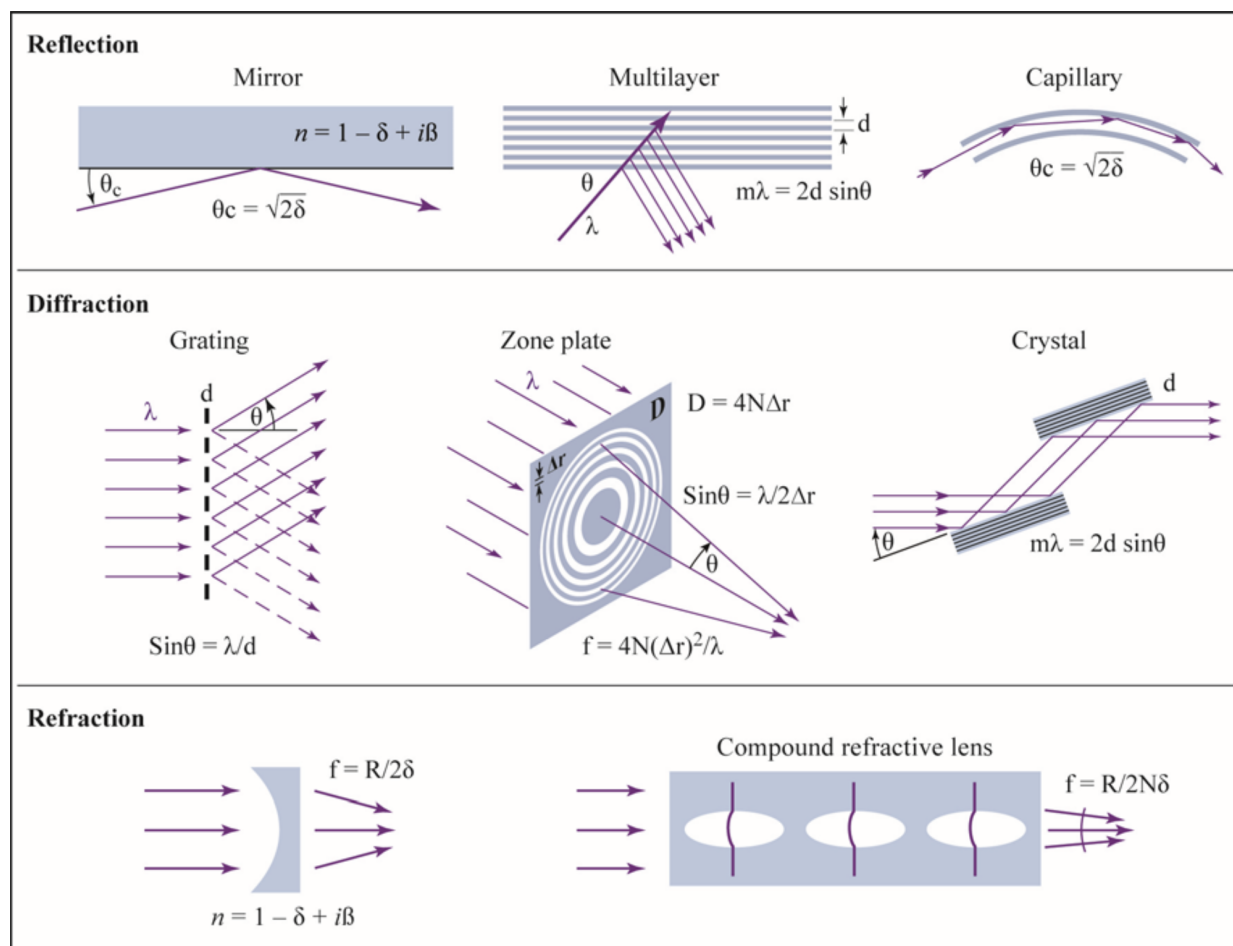 Reflection
Mirror
n = 1 – δ + iß
θc
θc = √2δ
Multilayer
d
θ
λ
mλ = 2d sinθ
Capillary
θc = √2δ
Diffraction
Grating
d
λ
θ
Sinθ = λ/d
Zone plate
λ
D
D = 4NΔr
Δr
Sinθ = λ/2Δr
θ
f = 4N(Δr)²/λ
Crystal
d
θ
mλ = 2d sinθ
Refraction
f = R/2δ
n = 1 – δ + iß
Compound refractive lens
f = R/2Nδ